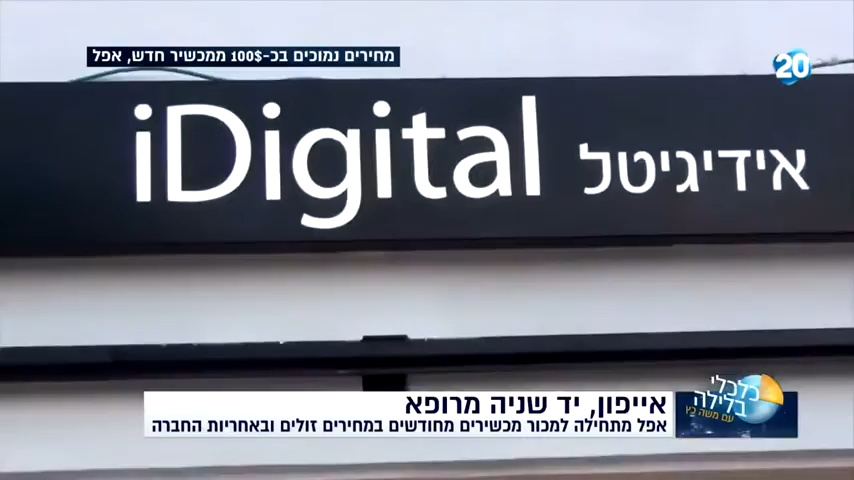 מחירים נמוכים בכ-100$ ממכשיר חדש, אפל
20
iDigital אידיגיטל
אייפון, יד שניה מרופא
אפל מתחילה למכור מכשירים מחודשים במחירים זולים ובאחריות החברה
כלכלי
בלילה
עם משה כץ